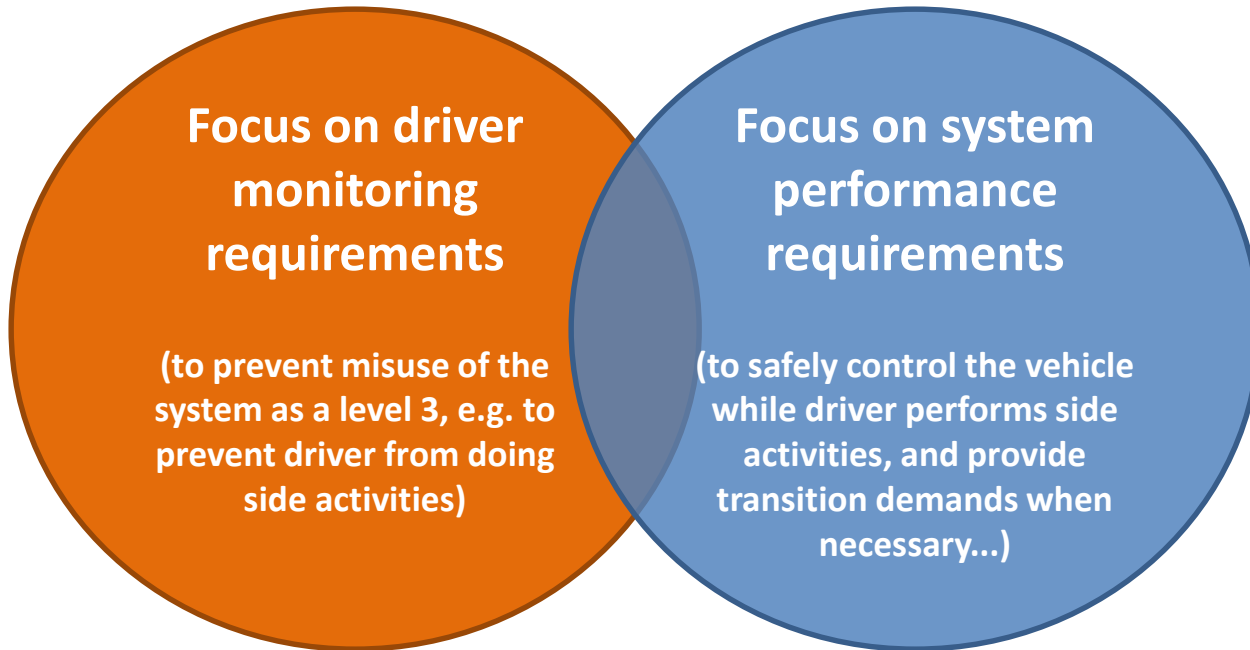 Focus on driver
monitoring
requirements
(to prevent misuse of the
system as a level 3, e.g. to
prevent driver from doing
side activities)
Focus on system
performance
requirements
(to safely control the vehicle
while driver performs side
activities, and provide
transition demands when
necessary...)